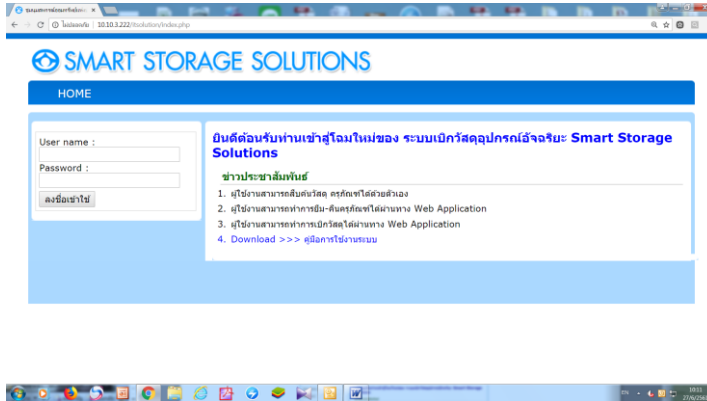 ไม่ปลอดภัย | 10.10.3.222/itsolution/index.php
SMART STORAGE SOLUTIONS
HOME
User name :
Password :
ลงชื่อเข้าใช้
ยินดีต้อนรับท่านเข้าสู่โฉมใหม่ของ ระบบเบิกวัสดุอุปกรณ์อัจฉริยะ Smart Storage
Solutions
ข่าวประชาสัมพันธ์
1. ผู้ใช้งานสามารถสืบค้นวัสดุ ครุภัณฑ์ได้ด้วยตัวเอง
2. ผู้ใช้งานสามารถทำการยืม-คืนครุภัณฑ์ได้ผ่านทาง Web Application
3. ผู้ใช้งานสามารถทำการเบิกวัสดุได้ผ่านทาง Web Application
4. Download >>> คู่มือการใช้งานระบบ
EN
10:11